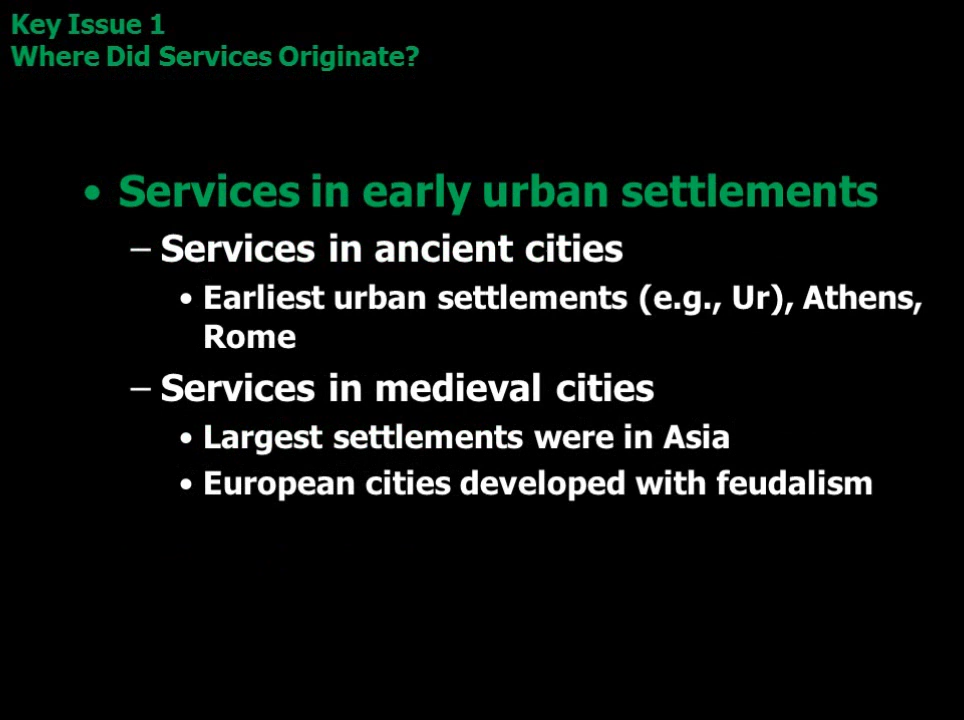 Key Issue 1
Where Did Services Originate?
• Services in early urban settlements
– Services in ancient cities
• Earliest urban settlements (e.g., Ur), Athens,
Rome
– Services in medieval cities
• Largest settlements were in Asia
• European cities developed with feudalism